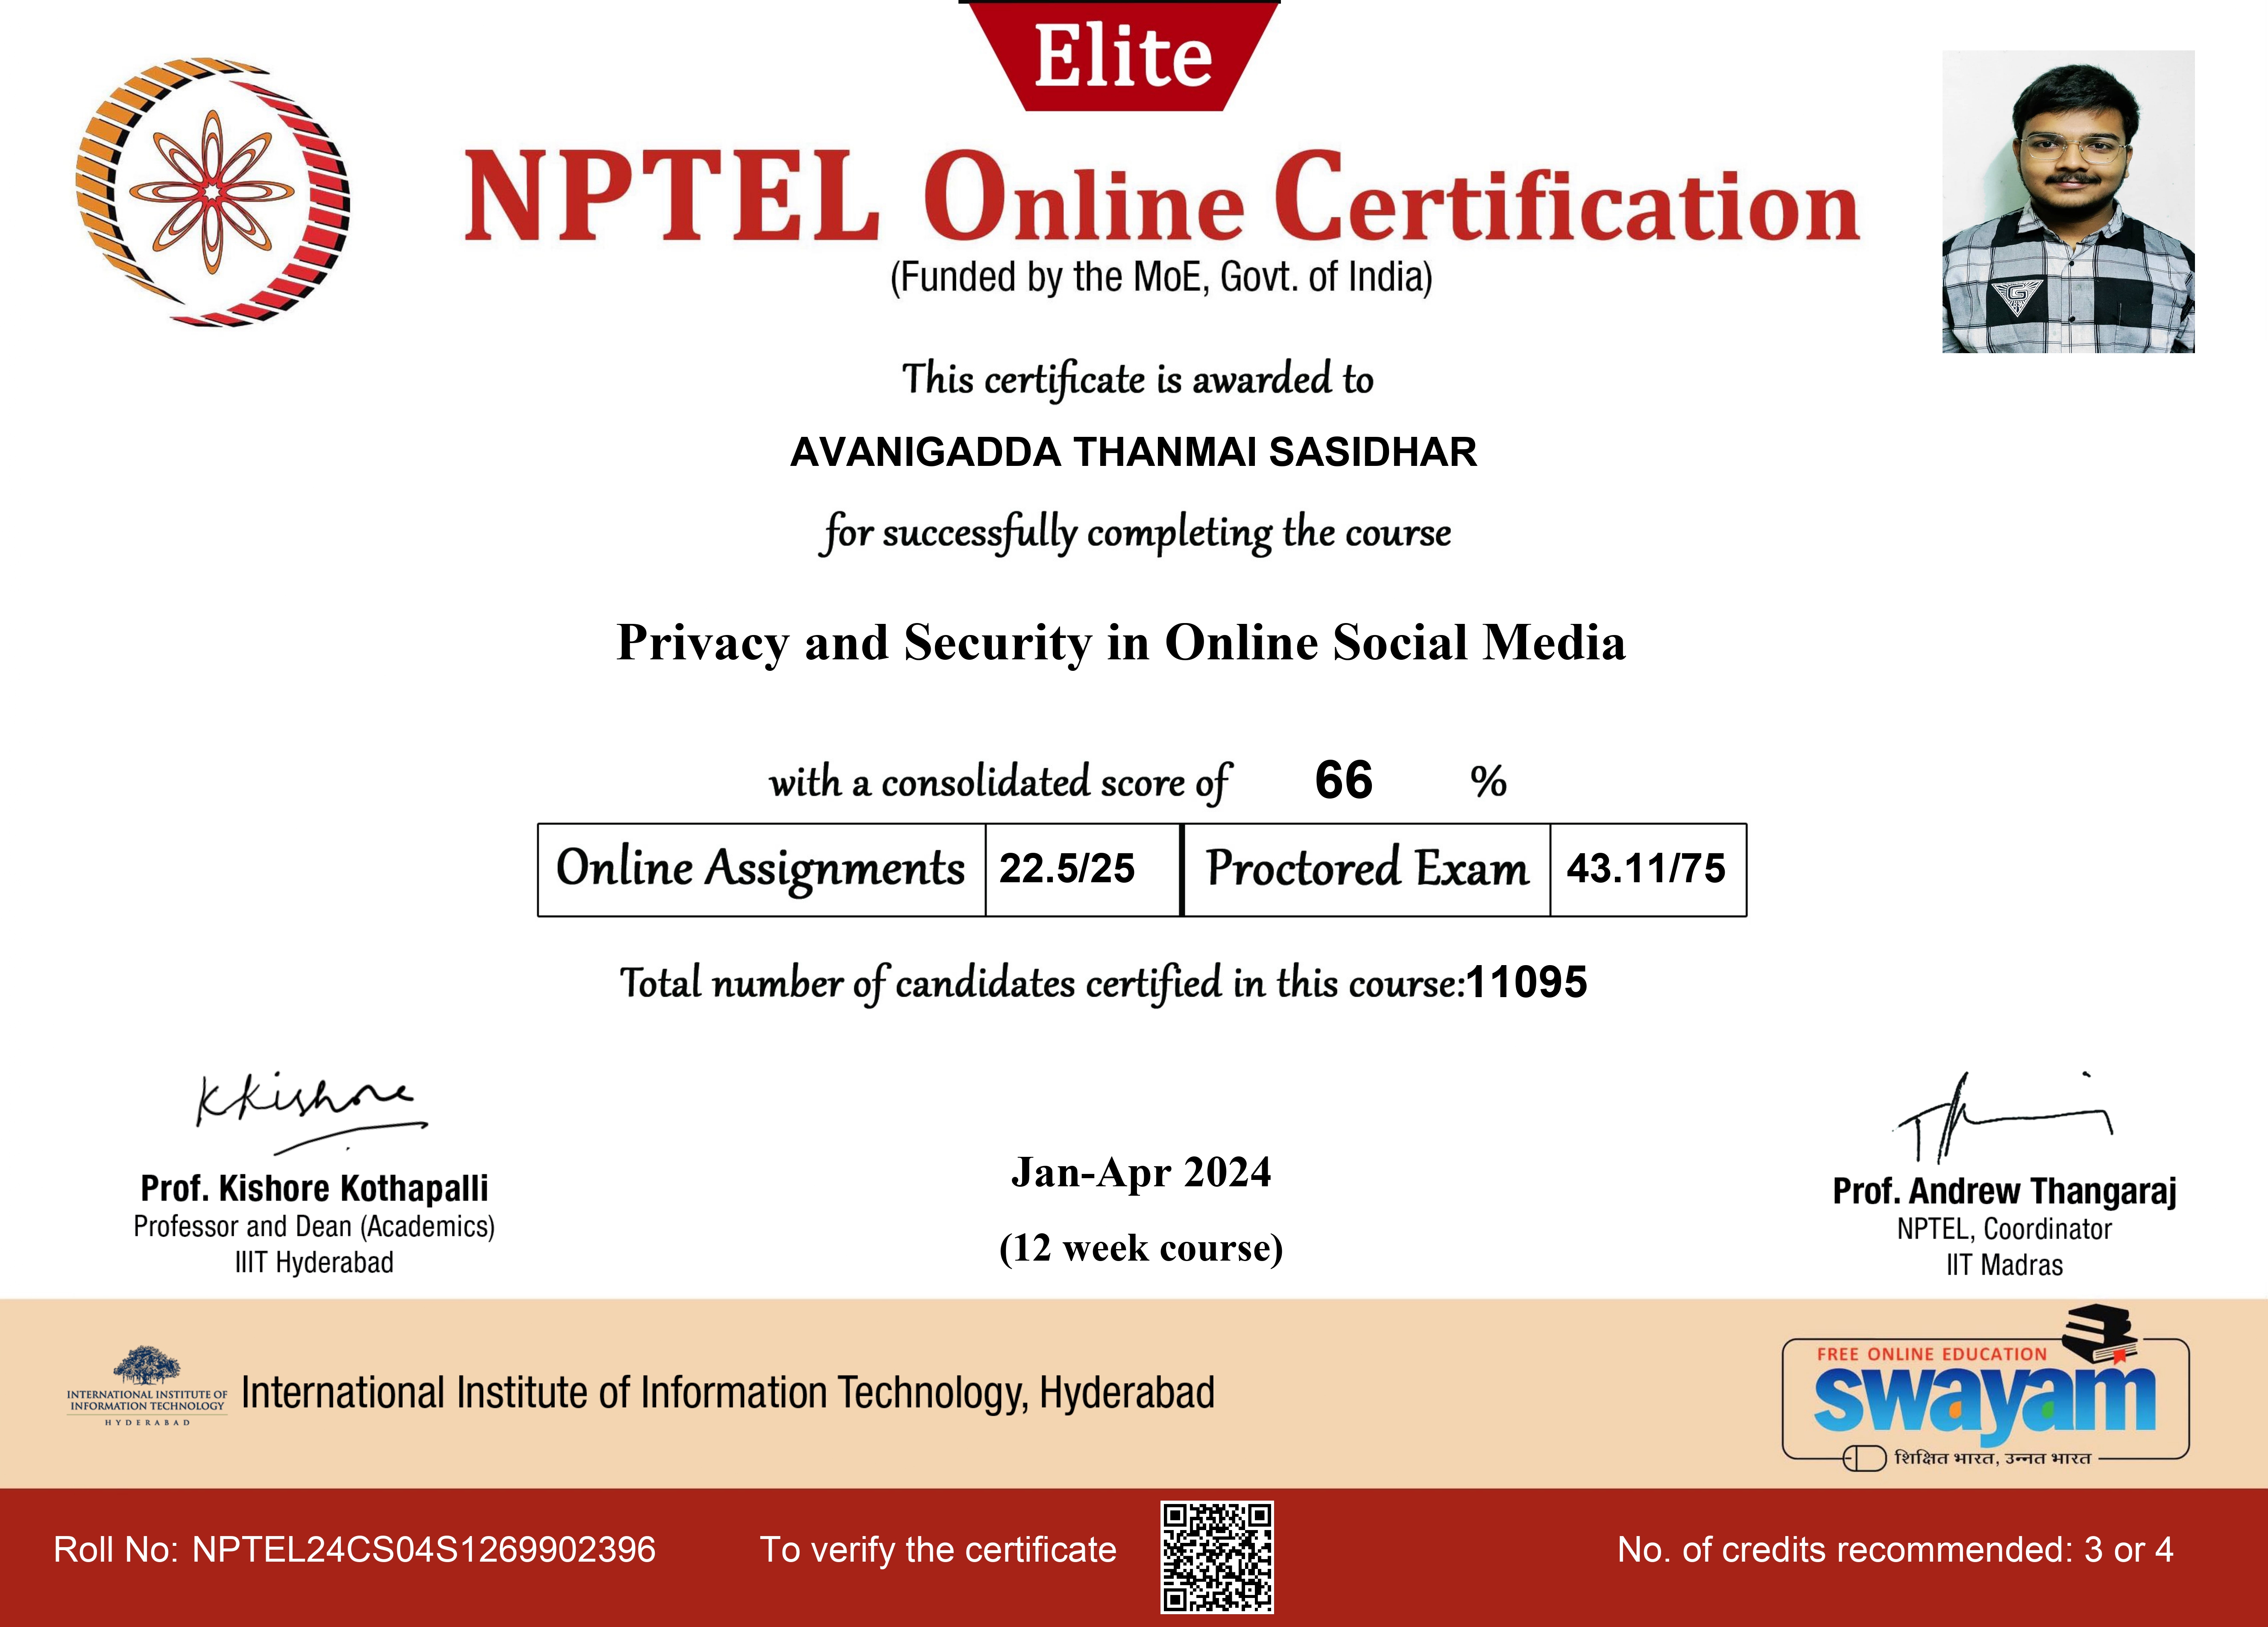 Elite
NPTEL Online Certification
(Funded by the MoE, Govt. of India)
This certificate is awarded to
AVANIGADDA THANMAI SASIDHAR
for successfully completing the course
Privacy and Security in Online Social Media
with a consolidated score of 66 %
Online Assignments 22.5/25 Proctored Exam 43.11/75
Total number of candidates certified in this course:11095
KKishore
Prof. Kishore Kothapalli
Professor and Dean (Academics)
IIIT Hyderabad
Jan-Apr 2024
(12 week course)
Prof. Andrew Thangaraj
NPTEL, Coordinator
IIT Madras
INTERNATIONAL INSTITUTE OF
INFORMATION TECHNOLOGY
HYDERABAD
International Institute of Information Technology, Hyderabad
FREE ONLINE EDUCATION
swayam
शिक्षित भारत, उन्नत भारत
Roll No: NPTEL24CS04S1269902396
To verify the certificate
No. of credits recommended: 3 or 4